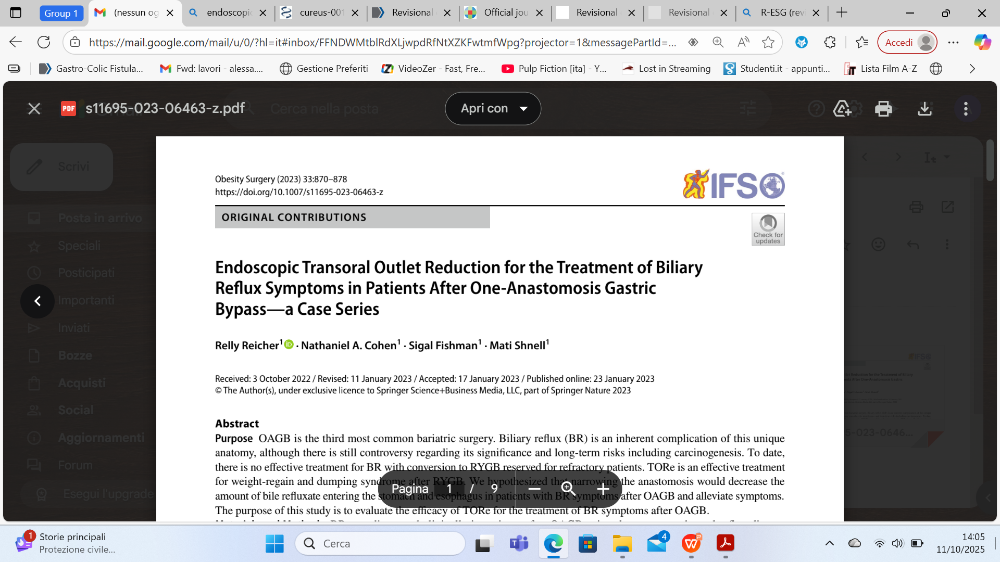 Group 1
(nessun og
endoscopic
cureus-001
Revisional
Official jou
Revisional
Revisional
R-ESG (rev
https://mail.google.com/mail/u/0/?hl=it#inbox/FFNDWMtblRdXLjwpdRfNtXZKFwtmfWpg?projector=1&messagePartId=...
Accedi
Gastro-Colic Fistula...
Fwd: lavori - alessa....
Gestione Preferiti
VideoZer - Fast, Fre...
Pulp Fiction [ita] - Y...
Lost in Streaming
Studenti.it - appunti...
Lista Film A-Z
PDF
s11695-023-06463-z.pdf
Cerca nella posta
Apri con
Scrivi
Posta in arrivo
Speciali
Posticipati
Importanti
Inviati
Bozze
Acquisti
Social
Aggiornamenti
Forum
Esegui l'upgrade
Obesity Surgery (2023) 33:870–878
https://doi.org/10.1007/s11695-023-06463-z
IFSO
ORIGINAL CONTRIBUTIONS
Check for
updates
Endoscopic Transoral Outlet Reduction for the Treatment of Biliary
Reflux Symptoms in Patients After One-Anastomosis Gastric
Bypass—a Case Series
Relly Reicher1 · Nathaniel A. Cohen1 · Sigal Fishman1 · Mati Shnell1
Received: 3 October 2022 / Revised: 11 January 2023 / Accepted: 17 January 2023 / Published online: 23 January 2023
© The Author(s), under exclusive licence to Springer Science+Business Media, LLC, part of Springer Nature 2023
Abstract
Purpose OAGB is the third most common bariatric surgery. Biliary reflux (BR) is an inherent complication of this unique
anatomy, although there is still controversy regarding its significance and long-term risks including carcinogenesis. To date,
there is no effective treatment for BR with conversion to RYGB reserved for refractory patients. TORe is an effective treatment
for weight-regain and dumping syndrome after RYGB. We hypothesized that narrowing the anastomosis would decrease the
amount of bile refluxate entering the stomach and esophagus in patients with BR symptoms after OAGB and alleviate symptoms.
The purpose of this study is to evaluate the efficacy of TORe for the treatment of BR symptoms after OAGB.
Pagina 1 / 9
1
Storie principali
Protezione civile...
Cerca
4
14:05
11/10/2025